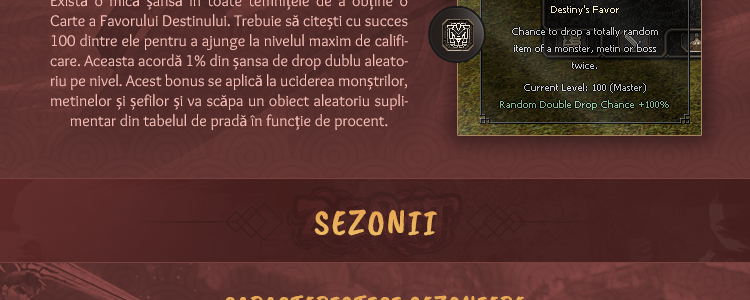 Există o mică șansă în toate temnițele de a obține o
Carte a Favorului Destinului. Trebuie să citești cu succes
100 dintre ele pentru a ajunge la nivelul maxim de califi-
care. Aceasta acordă 1% din șansa de drop dublu aleato-
riu pe nivel. Acest bonus se aplică la uciderea monștrilor,
metinelor și șefilor și va scăpa un obiect aleatoriu supli-
mentar din tabelul de pradă în funcție de procent.
Destiny's Favor
Chance to drop a totally random
item of a monster, metin or boss
twice.
Current Level: 100 (Master)
Random Double Drop Chance +100%
SEZONII